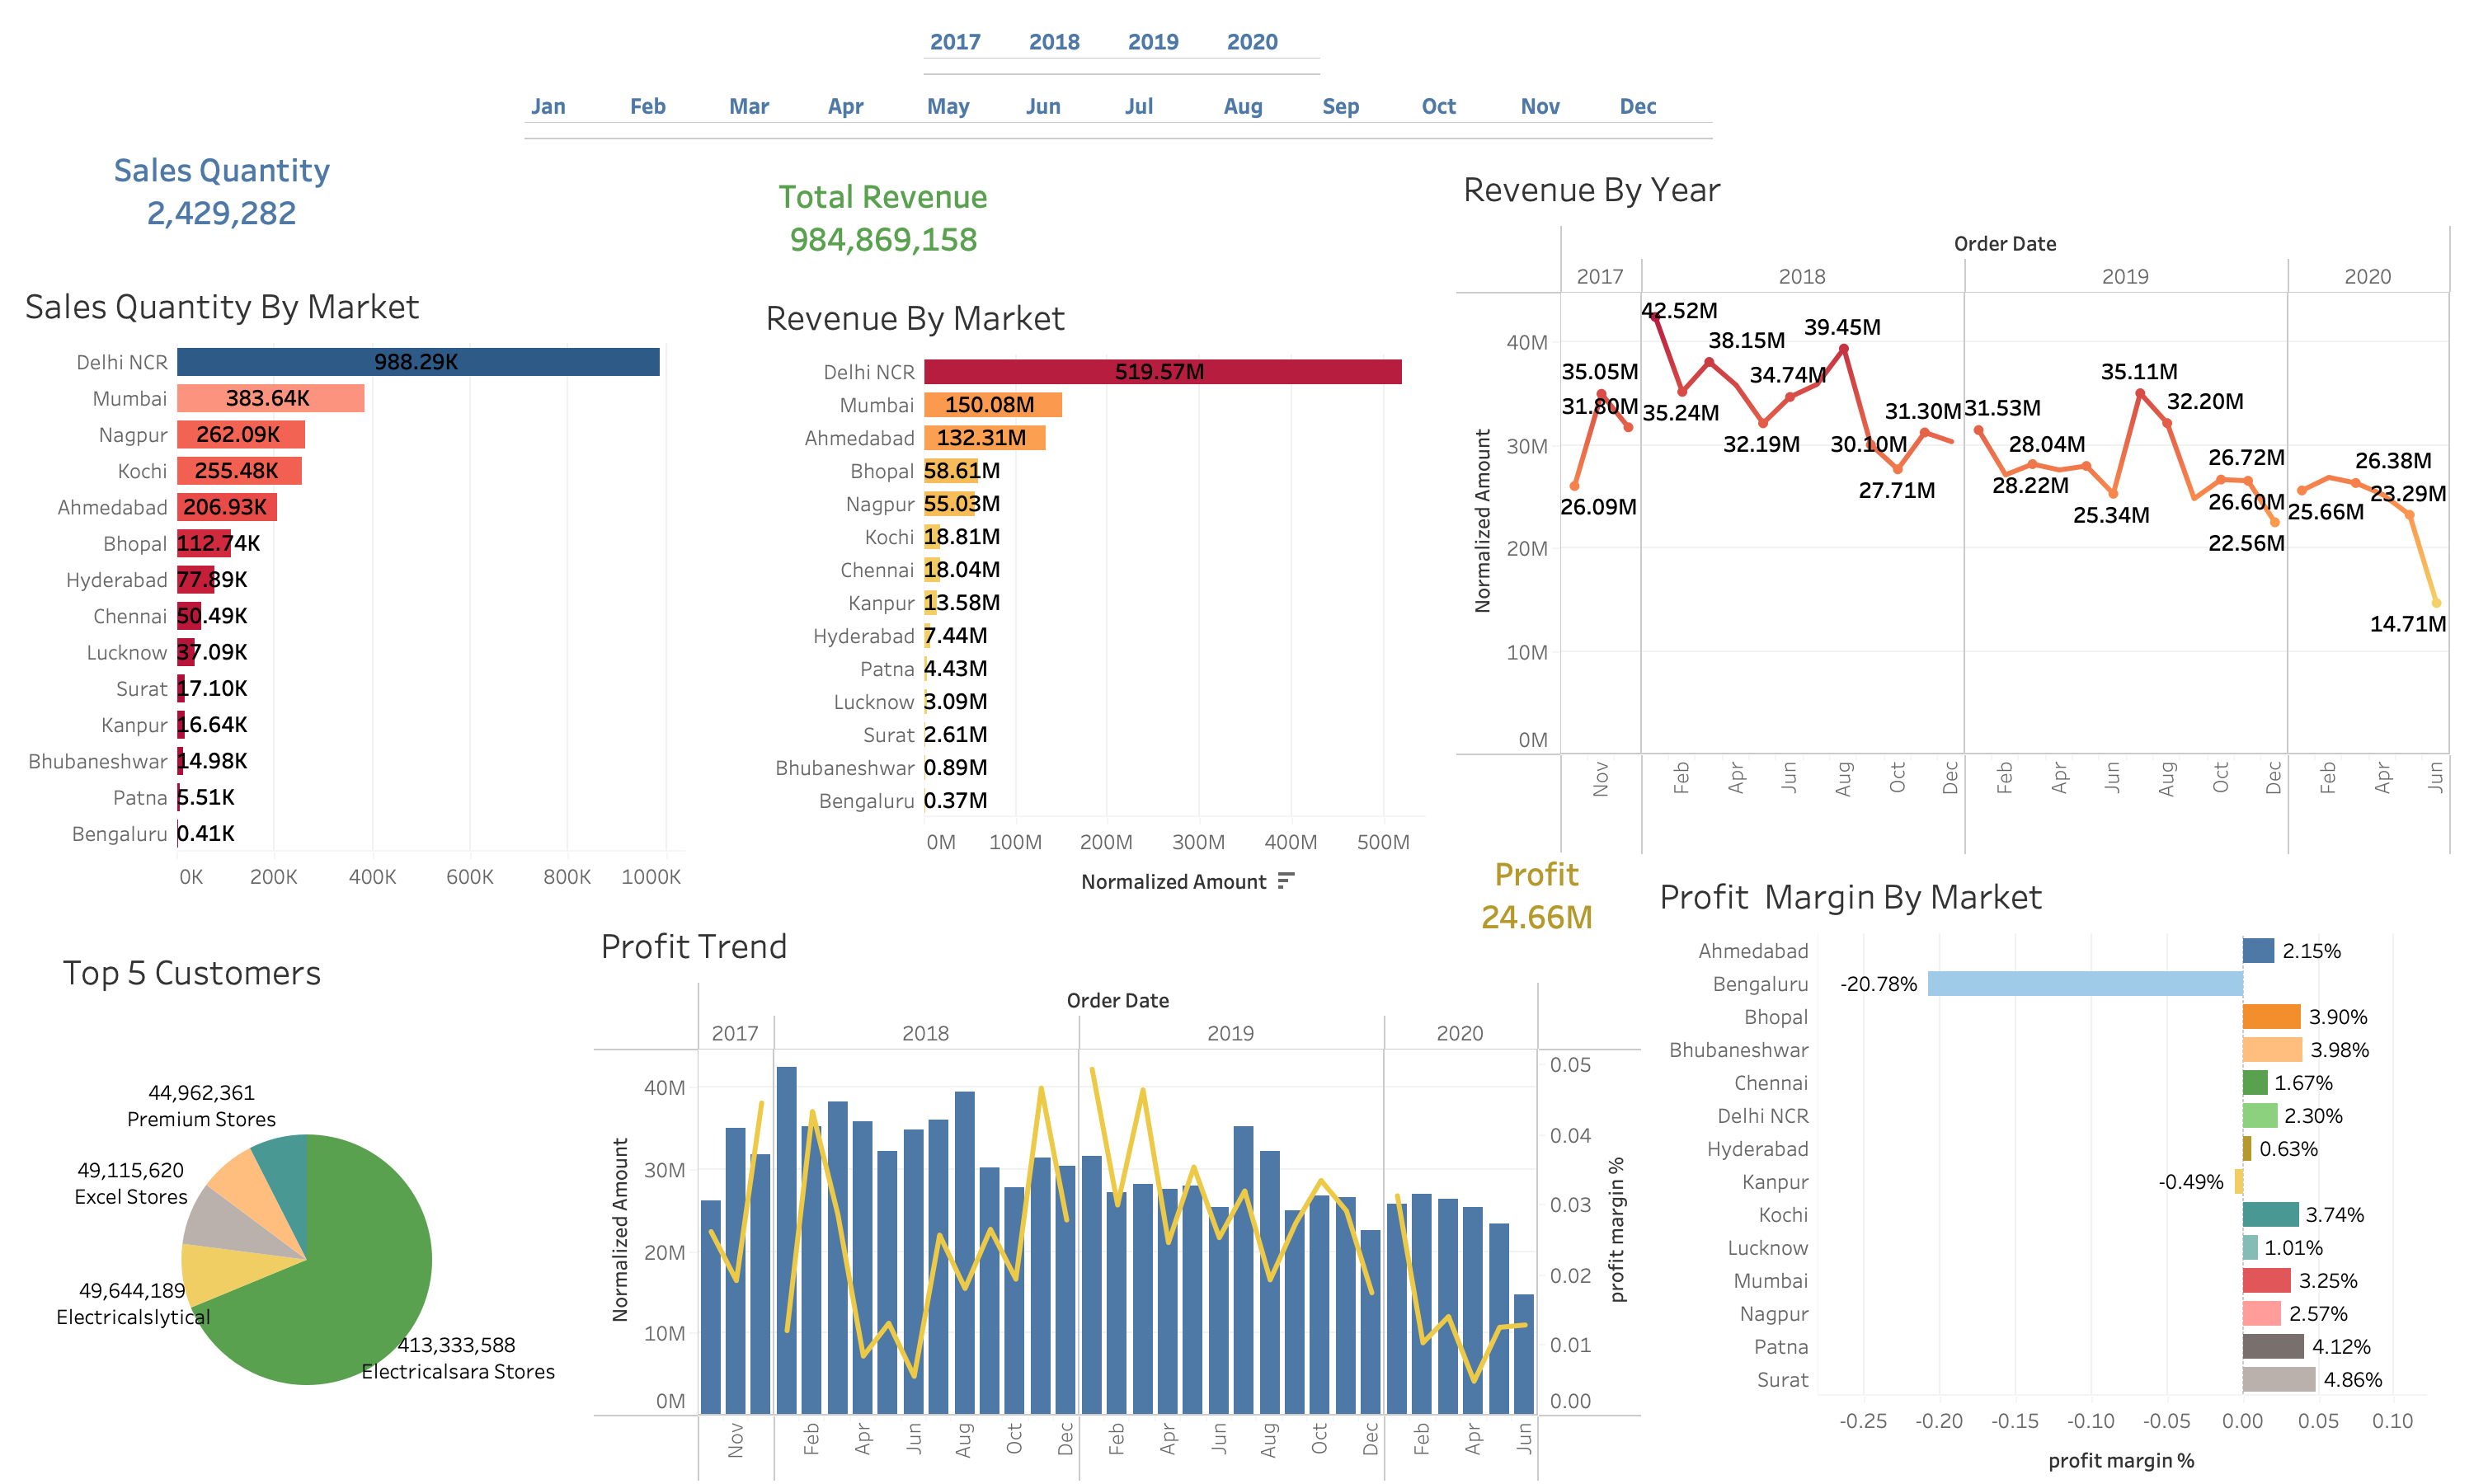 2017 2018 2019 2020
Jan Feb Mar Apr May Jun Jul Aug Sep Oct Nov Dec
Sales Quantity
2,429,282
Total Revenue
984,869,158
Sales Quantity By Market
Delhi NCR 988.29K
Mumbai 383.64K
Nagpur 262.09K
Kochi 255.48K
Ahmedabad 206.93K
Bhopal 112.74K
Hyderabad 77.89K
Chennai 50.49K
Lucknow 37.09K
Surat 17.10K
Kanpur 16.64K
Bhubaneshwar 14.98K
Patna 5.51K
Bengaluru 0.41K
0K 200K 400K 600K 800K 1000K
Revenue By Market
Delhi NCR 519.57M
Mumbai 150.08M
Ahmedabad 132.31M
Bhopal 58.61M
Nagpur 55.03M
Kochi 18.81M
Chennai 18.04M
Kanpur 13.58M
Hyderabad 7.44M
Patna 4.43M
Lucknow 3.09M
Surat 2.61M
Bhubaneshwar 0.89M
Bengaluru 0.37M
0M 100M 200M 300M 400M 500M
Normalized Amount
Revenue By Year
Order Date
2017 2018 2019 2020
Normalized Amount
40M
30M
20M
10M
0M
26.09M 35.05M 31.80M
42.52M 35.24M 38.15M 32.19M 34.74M 39.45M 30.10M 27.71M 31.30M
31.53M 28.22M 28.04M 25.34M 35.11M 32.20M 26.72M 26.60M 22.56M
25.66M 26.38M 23.29M 14.71M
Nov Feb Apr Jun Aug Oct Dec Feb Apr Jun Aug Oct Dec Feb Apr Jun
Top 5 Customers
44,962,361
Premium Stores
49,115,620
Excel Stores
49,644,189
Electricalslytical
413,333,588
Electricalsara Stores
Profit Trend
Order Date
2017 2018 2019 2020
Normalized Amount
40M
30M
20M
10M
0M
0.05
0.04
0.03
0.02
0.01
0.00
profit margin %
Nov Feb Apr Jun Aug Oct Dec Feb Apr Jun Aug Oct Dec Feb Apr Jun
Profit
24.66M
Profit Margin By Market
Ahmedabad 2.15%
Bengaluru -20.78%
Bhopal 3.90%
Bhubaneshwar 3.98%
Chennai 1.67%
Delhi NCR 2.30%
Hyderabad 0.63%
Kanpur -0.49%
Kochi 3.74%
Lucknow 1.01%
Mumbai 3.25%
Nagpur 2.57%
Patna 4.12%
Surat 4.86%
-0.25 -0.20 -0.15 -0.10 -0.05 0.00 0.05 0.10
profit margin %